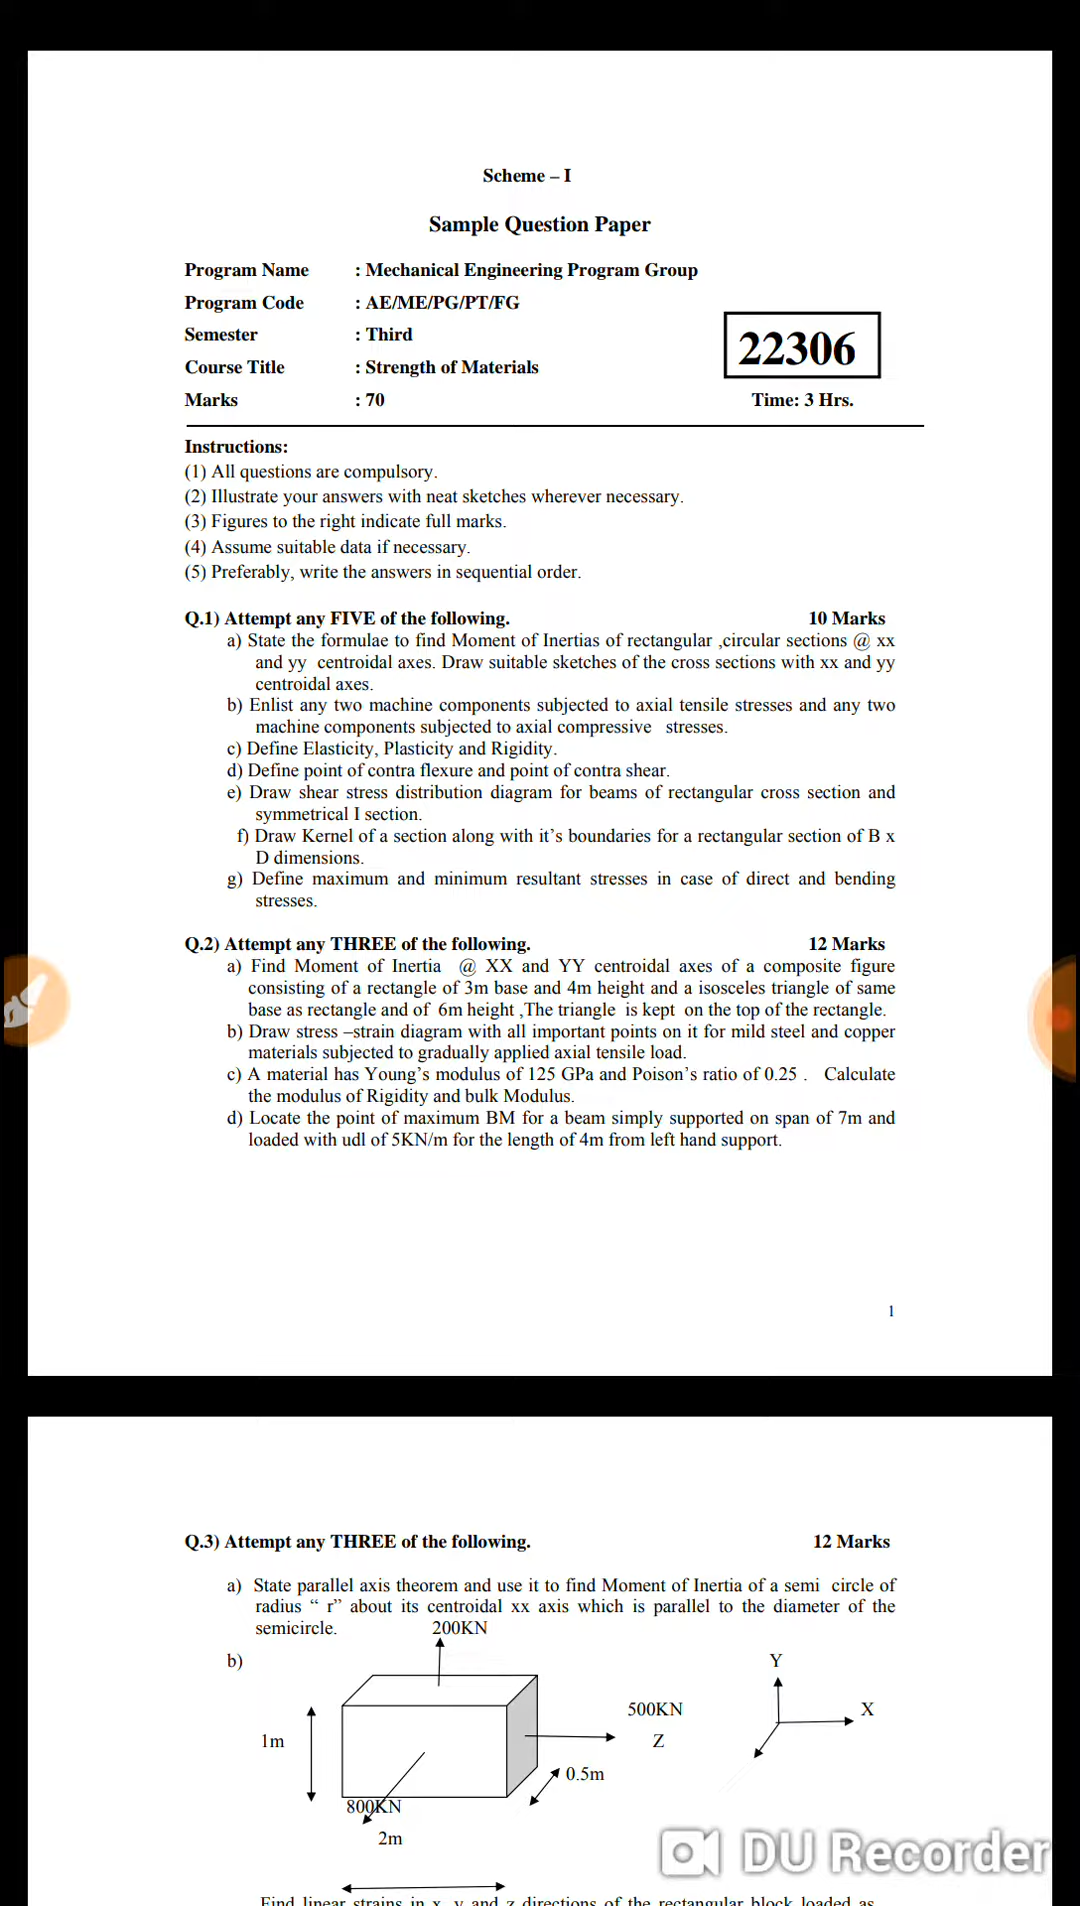 Scheme – I
Sample Question Paper
Program Name : Mechanical Engineering Program Group
Program Code : AE/ME/PG/PT/FG
Semester : Third
22306
Course Title : Strength of Materials
Marks : 70 Time: 3 Hrs.
Instructions:
(1) All questions are compulsory.
(2) Illustrate your answers with neat sketches wherever necessary.
(3) Figures to the right indicate full marks.
(4) Assume suitable data if necessary.
(5) Preferably, write the answers in sequential order.
Q.1) Attempt any FIVE of the following. 10 Marks
a) State the formulae to find Moment of Inertias of rectangular ,circular sections @ xx
and yy centroidal axes. Draw suitable sketches of the cross sections with xx and yy
centroidal axes.
b) Enlist any two machine components subjected to axial tensile stresses and any two
machine components subjected to axial compressive stresses.
c) Define Elasticity, Plasticity and Rigidity.
d) Define point of contra flexure and point of contra shear.
e) Draw shear stress distribution diagram for beams of rectangular cross section and
symmetrical I section.
f) Draw Kernel of a section along with it’s boundaries for a rectangular section of B x
D dimensions.
g) Define maximum and minimum resultant stresses in case of direct and bending
stresses.
Q.2) Attempt any THREE of the following. 12 Marks
a) Find Moment of Inertia @ XX and YY centroidal axes of a composite figure
consisting of a rectangle of 3m base and 4m height and a isosceles triangle of same
base as rectangle and of 6m height ,The triangle is kept on the top of the rectangle.
b) Draw stress –strain diagram with all important points on it for mild steel and copper
materials subjected to gradually applied axial tensile load.
c) A material has Young’s modulus of 125 GPa and Poison’s ratio of 0.25 . Calculate
the modulus of Rigidity and bulk Modulus.
d) Locate the point of maximum BM for a beam simply supported on span of 7m and
loaded with udl of 5KN/m for the length of 4m from left hand support.
1
Q.3) Attempt any THREE of the following. 12 Marks
a) State parallel axis theorem and use it to find Moment of Inertia of a semi circle of
radius “ r” about its centroidal xx axis which is parallel to the diameter of the
semicircle.
200KN
b)
Y
500KN
X
1m
Z
0.5m
800KN
2m
DU Recorder
Find linear strains in x, y and z directions of the rectangular block loaded as